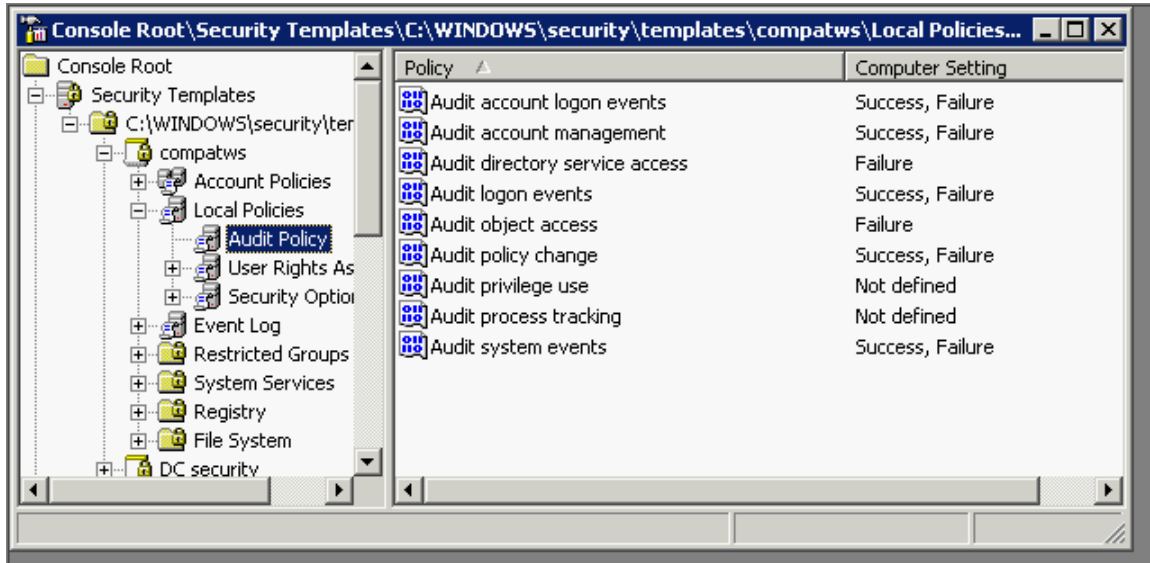 Console Root\Security Templates\C:\WINDOWS\security\templates\compatws\Local Policies...
Console Root
Security Templates
C:\WINDOWS\security\ter
compatws
Account Policies
Local Policies
Audit Policy
User Rights As
Security Option
Event Log
Restricted Groups
System Services
Registry
File System
DC security
Policy Computer Setting
Audit account logon events Success, Failure
Audit account management Success, Failure
Audit directory service access Failure
Audit logon events Success, Failure
Audit object access Failure
Audit policy change Success, Failure
Audit privilege use Not defined
Audit process tracking Not defined
Audit system events Success, Failure